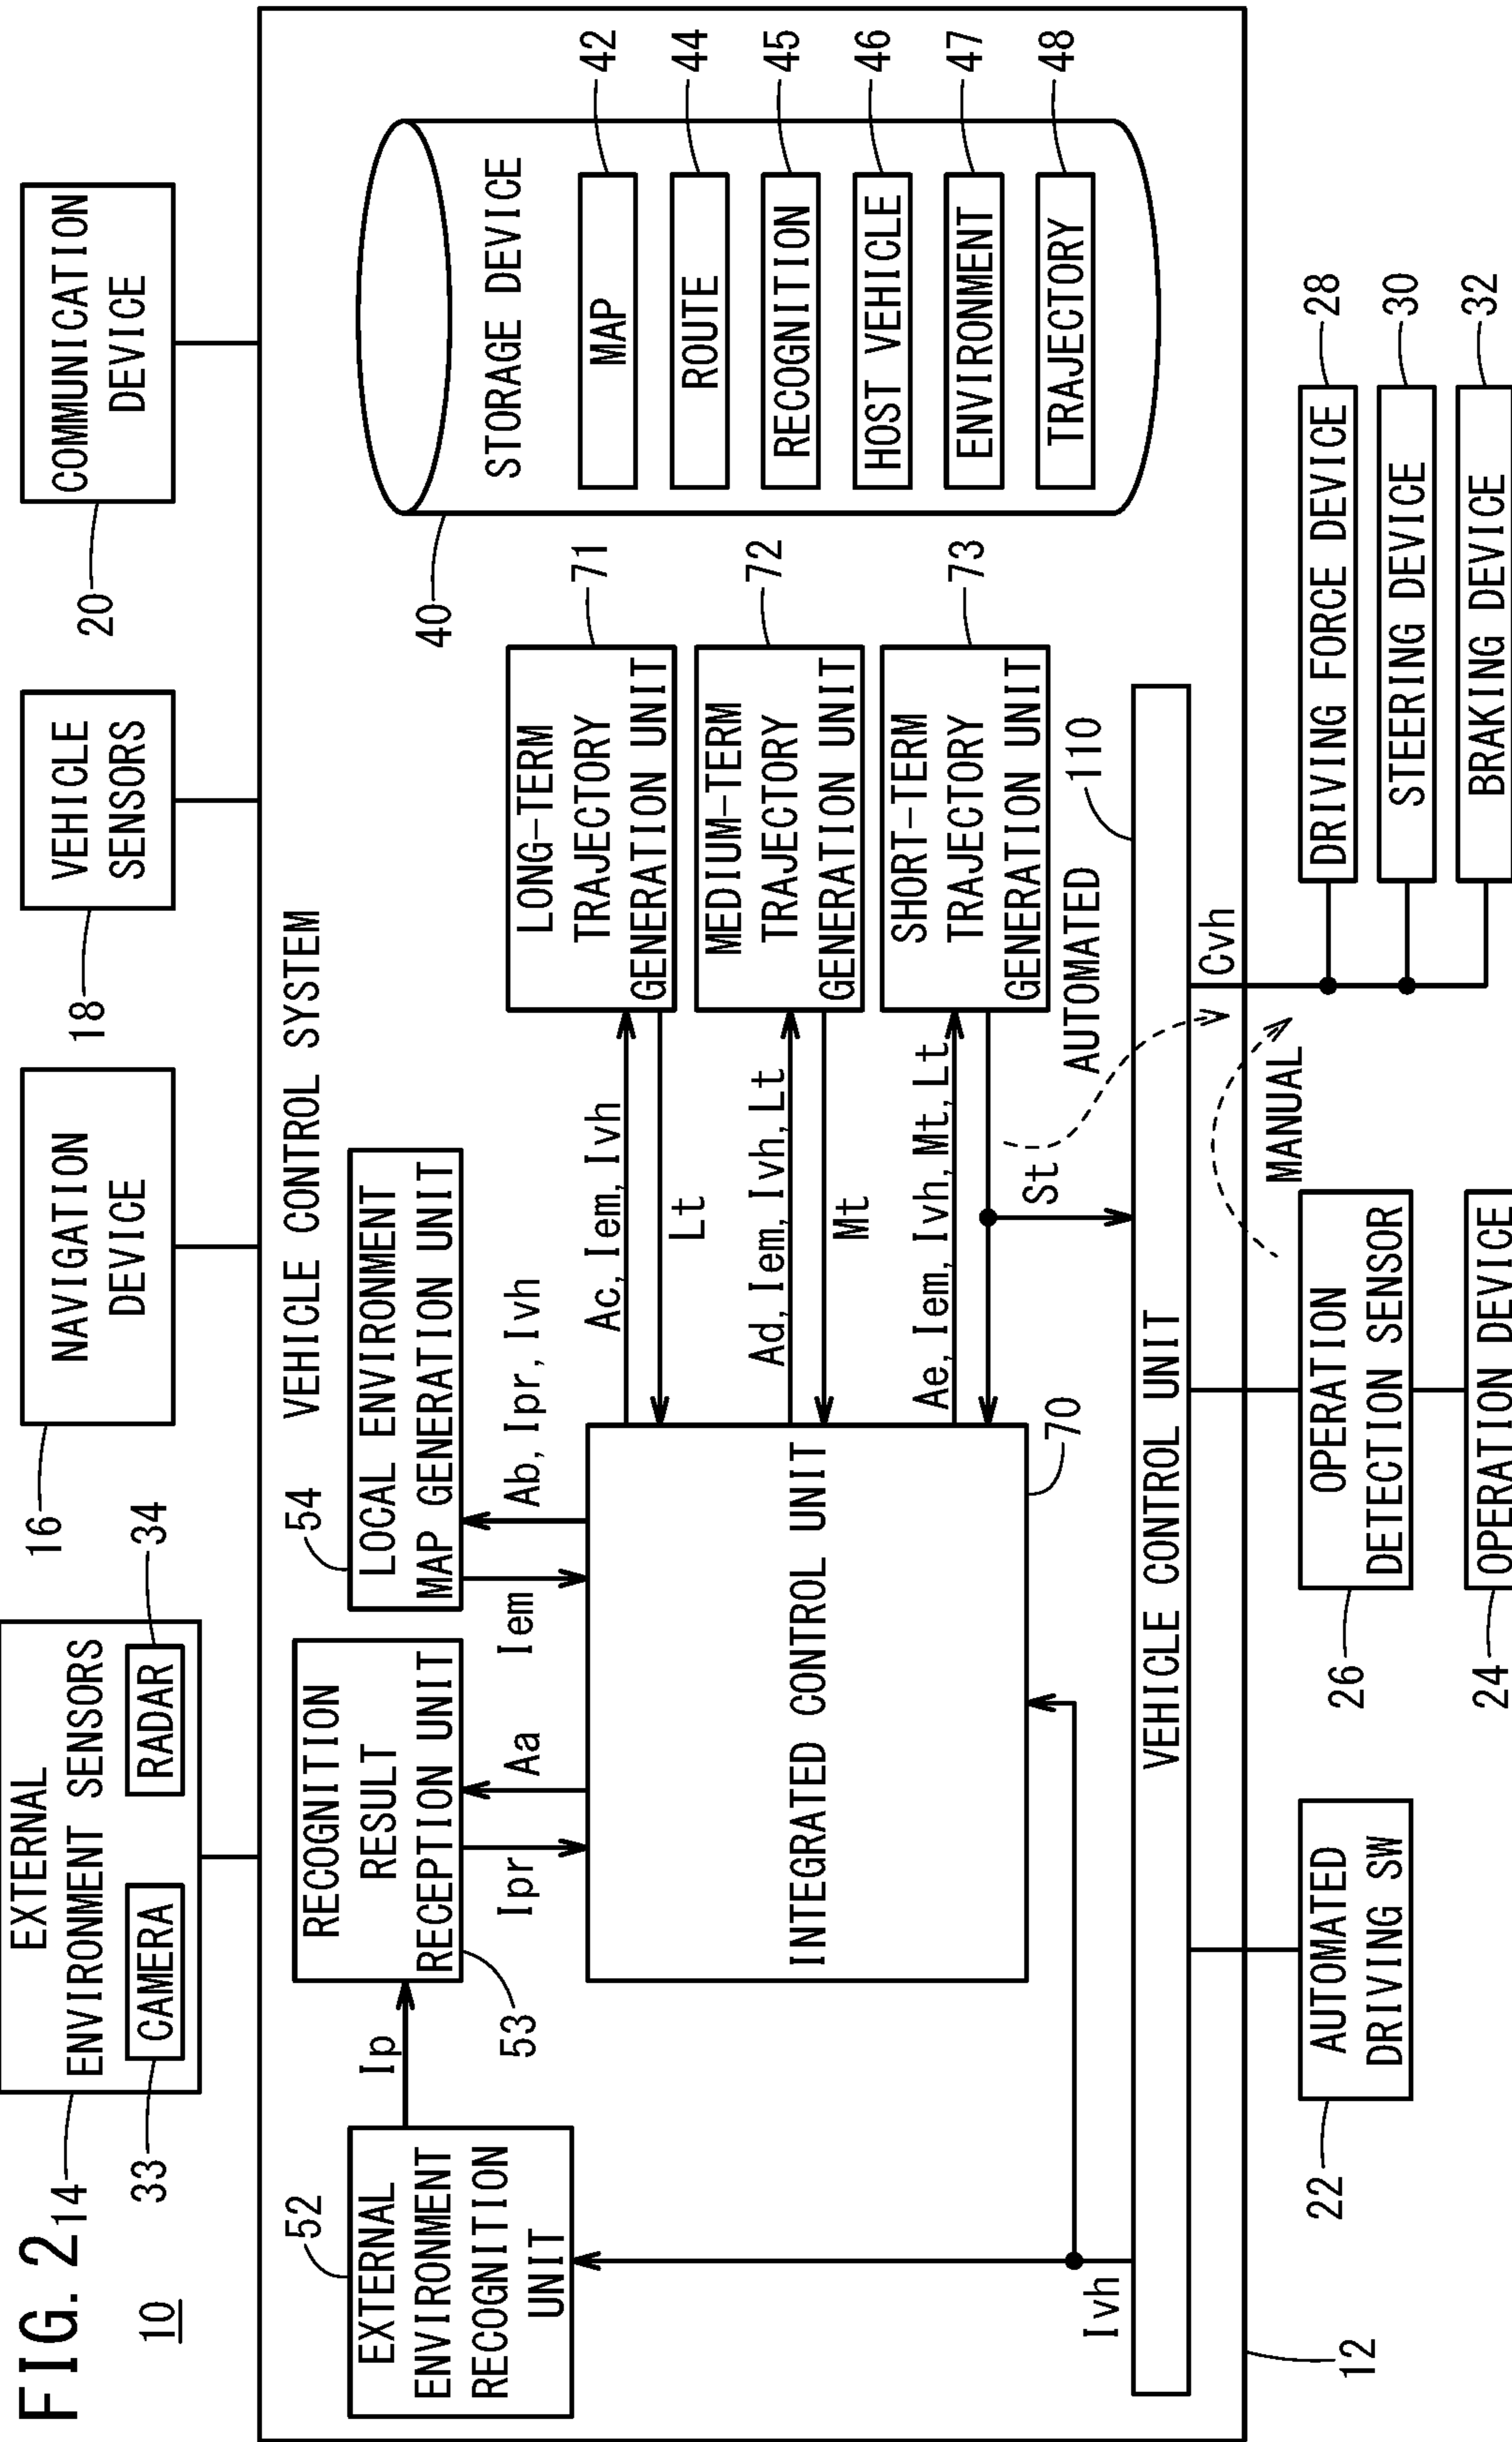 FIG. 2
10
14
EXTERNAL
ENVIRONMENT SENSORS
CAMERA
RADAR
33
34
16
NAVIGATION
DEVICE
18
VEHICLE
SENSORS
20
COMMUNICATION
DEVICE
VEHICLE CONTROL SYSTEM
52
EXTERNAL
ENVIRONMENT
RECOGNITION
UNIT
Ip
53
RECOGNITION
RESULT
RECEPTION UNIT
Ipr
Aa
54
LOCAL ENVIRONMENT
MAP GENERATION UNIT
Iem
Ab, Ipr, Ivh
INTEGRATED CONTROL UNIT
70
Ac, Iem, Ivh
Lt
Ad, Iem, Ivh, Lt
Mt
Ae, Iem, Ivh, Mt, Lt
St
LONG-TERM
TRAJECTORY
GENERATION UNIT
71
MEDIUM-TERM
TRAJECTORY
GENERATION UNIT
72
SHORT-TERM
TRAJECTORY
GENERATION UNIT
73
40
STORAGE DEVICE
MAP
42
ROUTE
44
RECOGNITION
45
HOST VEHICLE
46
ENVIRONMENT
47
TRAJECTORY
48
AUTOMATED
110
Ivh
VEHICLE CONTROL UNIT
Cvh
MANUAL
12
22
AUTOMATED
DRIVING SW
26
OPERATION
DETECTION SENSOR
24
OPERATION DEVICE
DRIVING FORCE DEVICE
28
STEERING DEVICE
30
BRAKING DEVICE
32